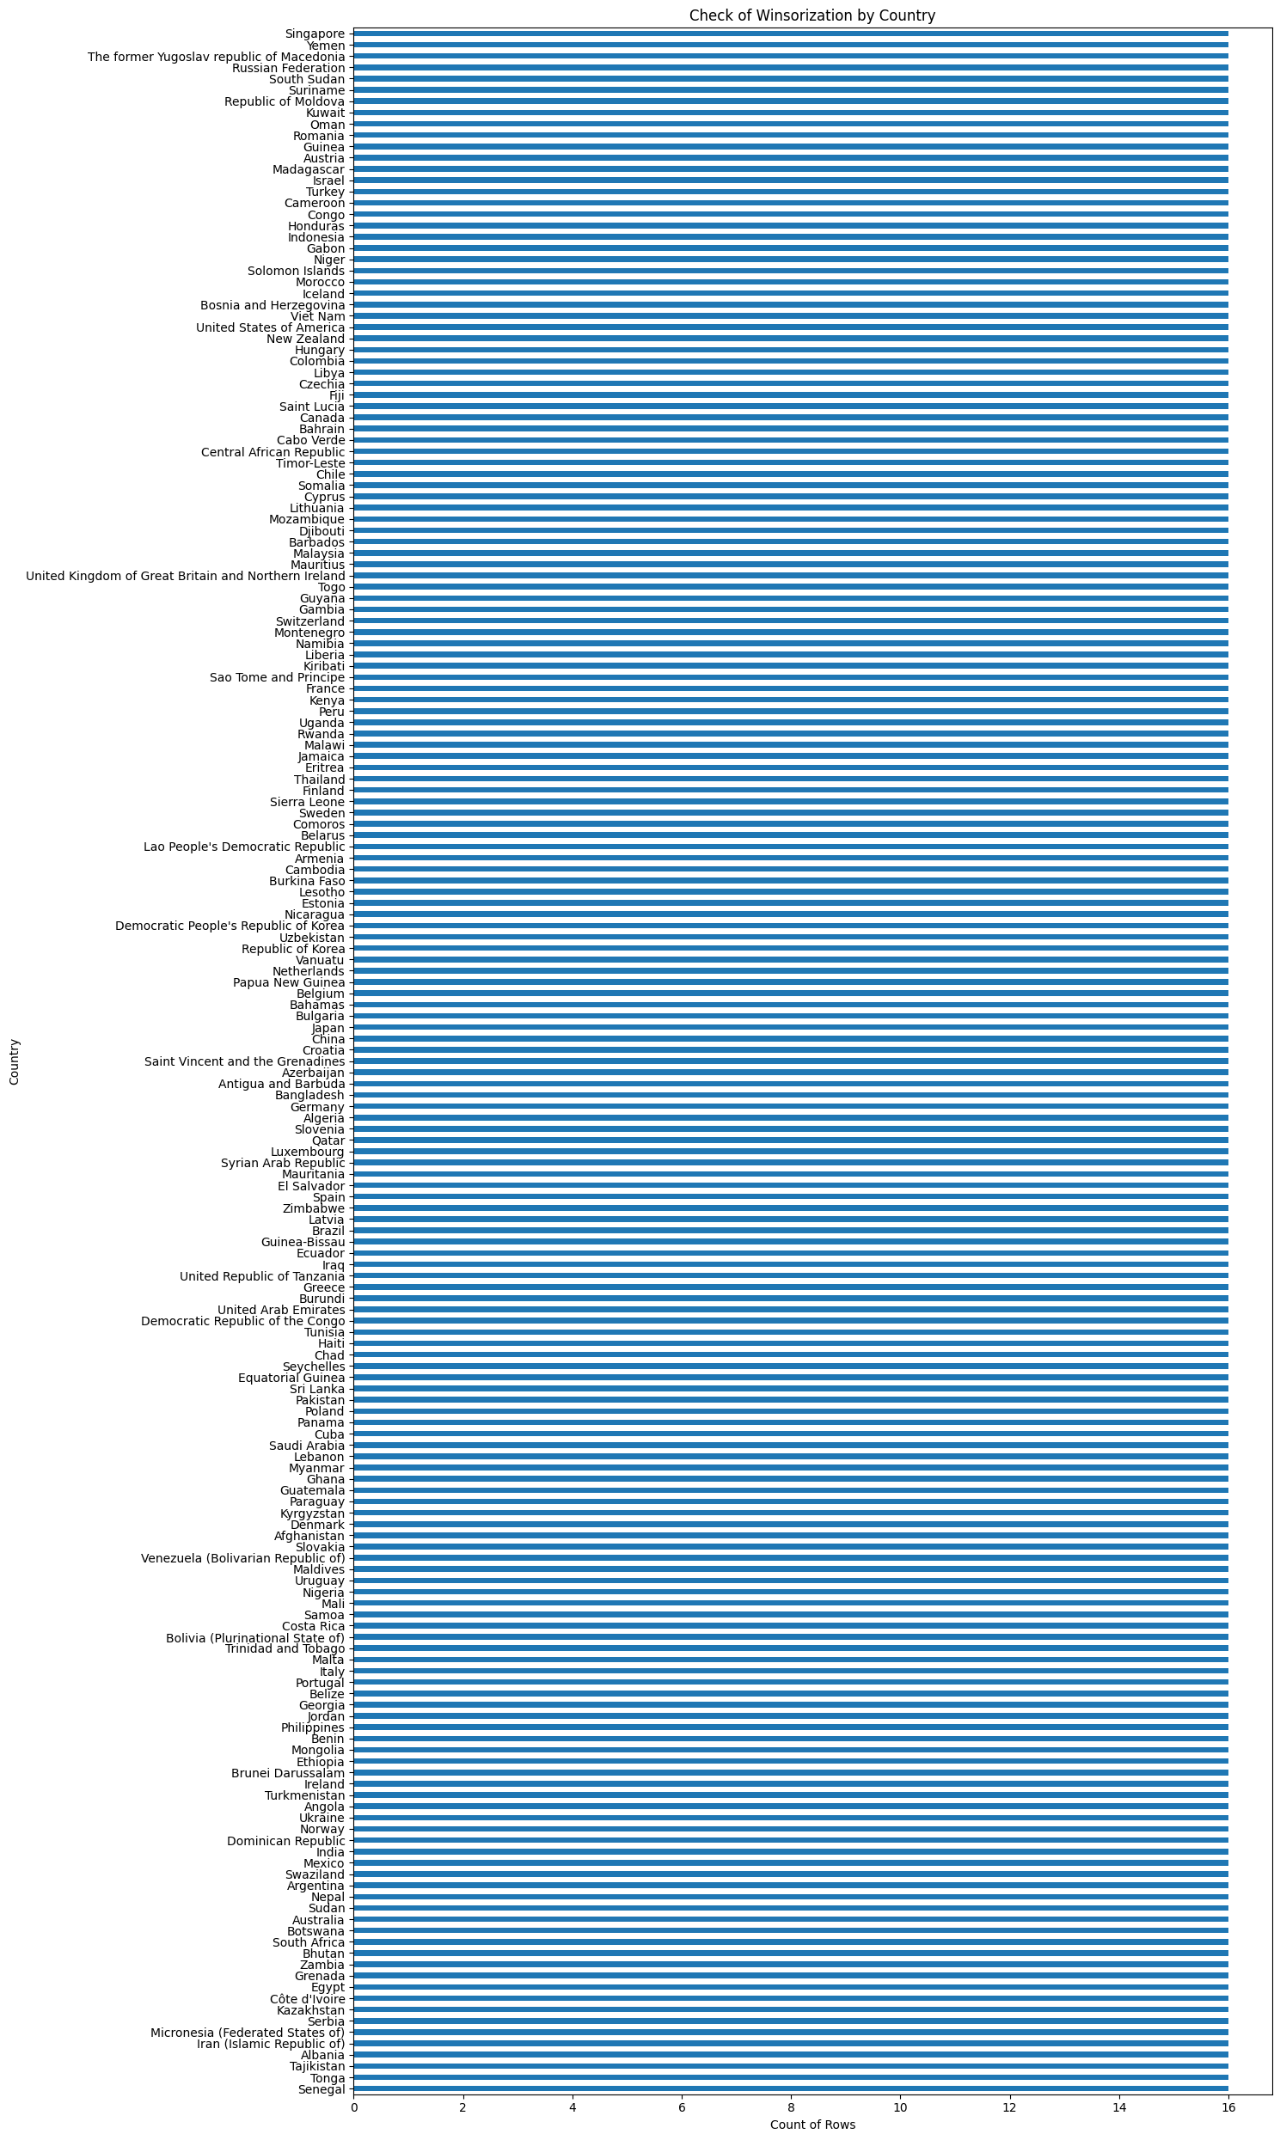 Check of Winsorization by Country
Singapore
Yemen
The former Yugoslav republic of Macedonia
Russian Federation
South Sudan
Suriname
Republic of Moldova
Kuwait
Oman
Romania
Guinea
Austria
Madagascar
Israel
Turkey
Cameroon
Congo
Honduras
Indonesia
Gabon
Niger
Solomon Islands
Morocco
Iceland
Bosnia and Herzegovina
Viet Nam
United States of America
New Zealand
Hungary
Colombia
Libya
Czechia
Fiji
Saint Lucia
Canada
Bahrain
Cabo Verde
Central African Republic
Timor-Leste
Chile
Somalia
Cyprus
Lithuania
Mozambique
Djibouti
Barbados
Malaysia
Mauritius
United Kingdom of Great Britain and Northern Ireland
Togo
Guyana
Gambia
Switzerland
Montenegro
Namibia
Liberia
Kiribati
Sao Tome and Principe
France
Kenya
Peru
Uganda
Rwanda
Malawi
Jamaica
Eritrea
Thailand
Finland
Sierra Leone
Sweden
Comoros
Belarus
Lao People's Democratic Republic
Armenia
Cambodia
Burkina Faso
Lesotho
Estonia
Nicaragua
Democratic People's Republic of Korea
Uzbekistan
Republic of Korea
Vanuatu
Netherlands
Papua New Guinea
Belgium
Bahamas
Bulgaria
Japan
China
Croatia
Saint Vincent and the Grenadines
Azerbaijan
Antigua and Barbuda
Bangladesh
Germany
Algeria
Slovenia
Qatar
Luxembourg
Syrian Arab Republic
Mauritania
El Salvador
Spain
Zimbabwe
Latvia
Brazil
Guinea-Bissau
Ecuador
Iraq
United Republic of Tanzania
Greece
Burundi
United Arab Emirates
Democratic Republic of the Congo
Tunisia
Haiti
Chad
Seychelles
Equatorial Guinea
Sri Lanka
Pakistan
Poland
Panama
Cuba
Saudi Arabia
Lebanon
Myanmar
Ghana
Guatemala
Paraguay
Kyrgyzstan
Denmark
Afghanistan
Slovakia
Venezuela (Bolivarian Republic of)
Maldives
Uruguay
Nigeria
Mali
Samoa
Costa Rica
Bolivia (Plurinational State of)
Trinidad and Tobago
Malta
Italy
Portugal
Belize
Georgia
Jordan
Philippines
Benin
Mongolia
Ethiopia
Brunei Darussalam
Ireland
Turkmenistan
Angola
Ukraine
Norway
Dominican Republic
India
Mexico
Swaziland
Argentina
Nepal
Sudan
Australia
Botswana
South Africa
Bhutan
Zambia
Grenada
Egypt
Côte d'Ivoire
Kazakhstan
Serbia
Micronesia (Federated States of)
Iran (Islamic Republic of)
Albania
Tajikistan
Tonga
Senegal
Country
0 2 4 6 8 10 12 14 16
Count of Rows